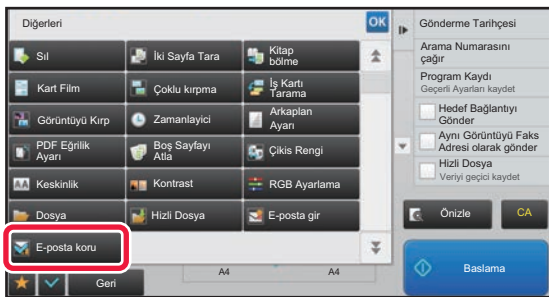 Diğerleri
OK
Sıl
İki Sayfa Tara
Kitap
bölme
Kart Film
Çoklu kırpma
İş Kartı
Tarama
Görüntüyü Kırp
Zamanlayici
Arkaplan
Ayarı
PDF Eğrilik
Ayarı
Boş Sayfayı
Atla
Çikis Rengi
AA
Keskinlik
Kontrast
RGB Ayarlama
Dosya
Hizli Dosya
E-posta gir
E-posta koru
Geri
A4
A4
Gönderme Tarihçesi
Arama Numarasını
çağır
Program Kaydı
Geçerli Ayarları kaydet
Hedef Bağlantıyı
Gönder
Aynı Görüntüyü Faks
Adresi olarak gönder
Hizli Dosya
Veriyi geçici kaydet
Önizle
CA
Baslama